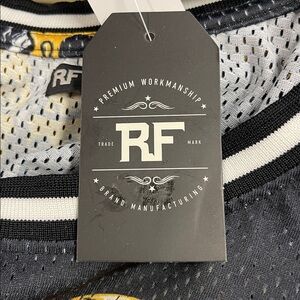 RF
★ PREMIUM WORKMANSHIP ★
TRADE RF MARK
★ BRAND MANUFACTURING ★